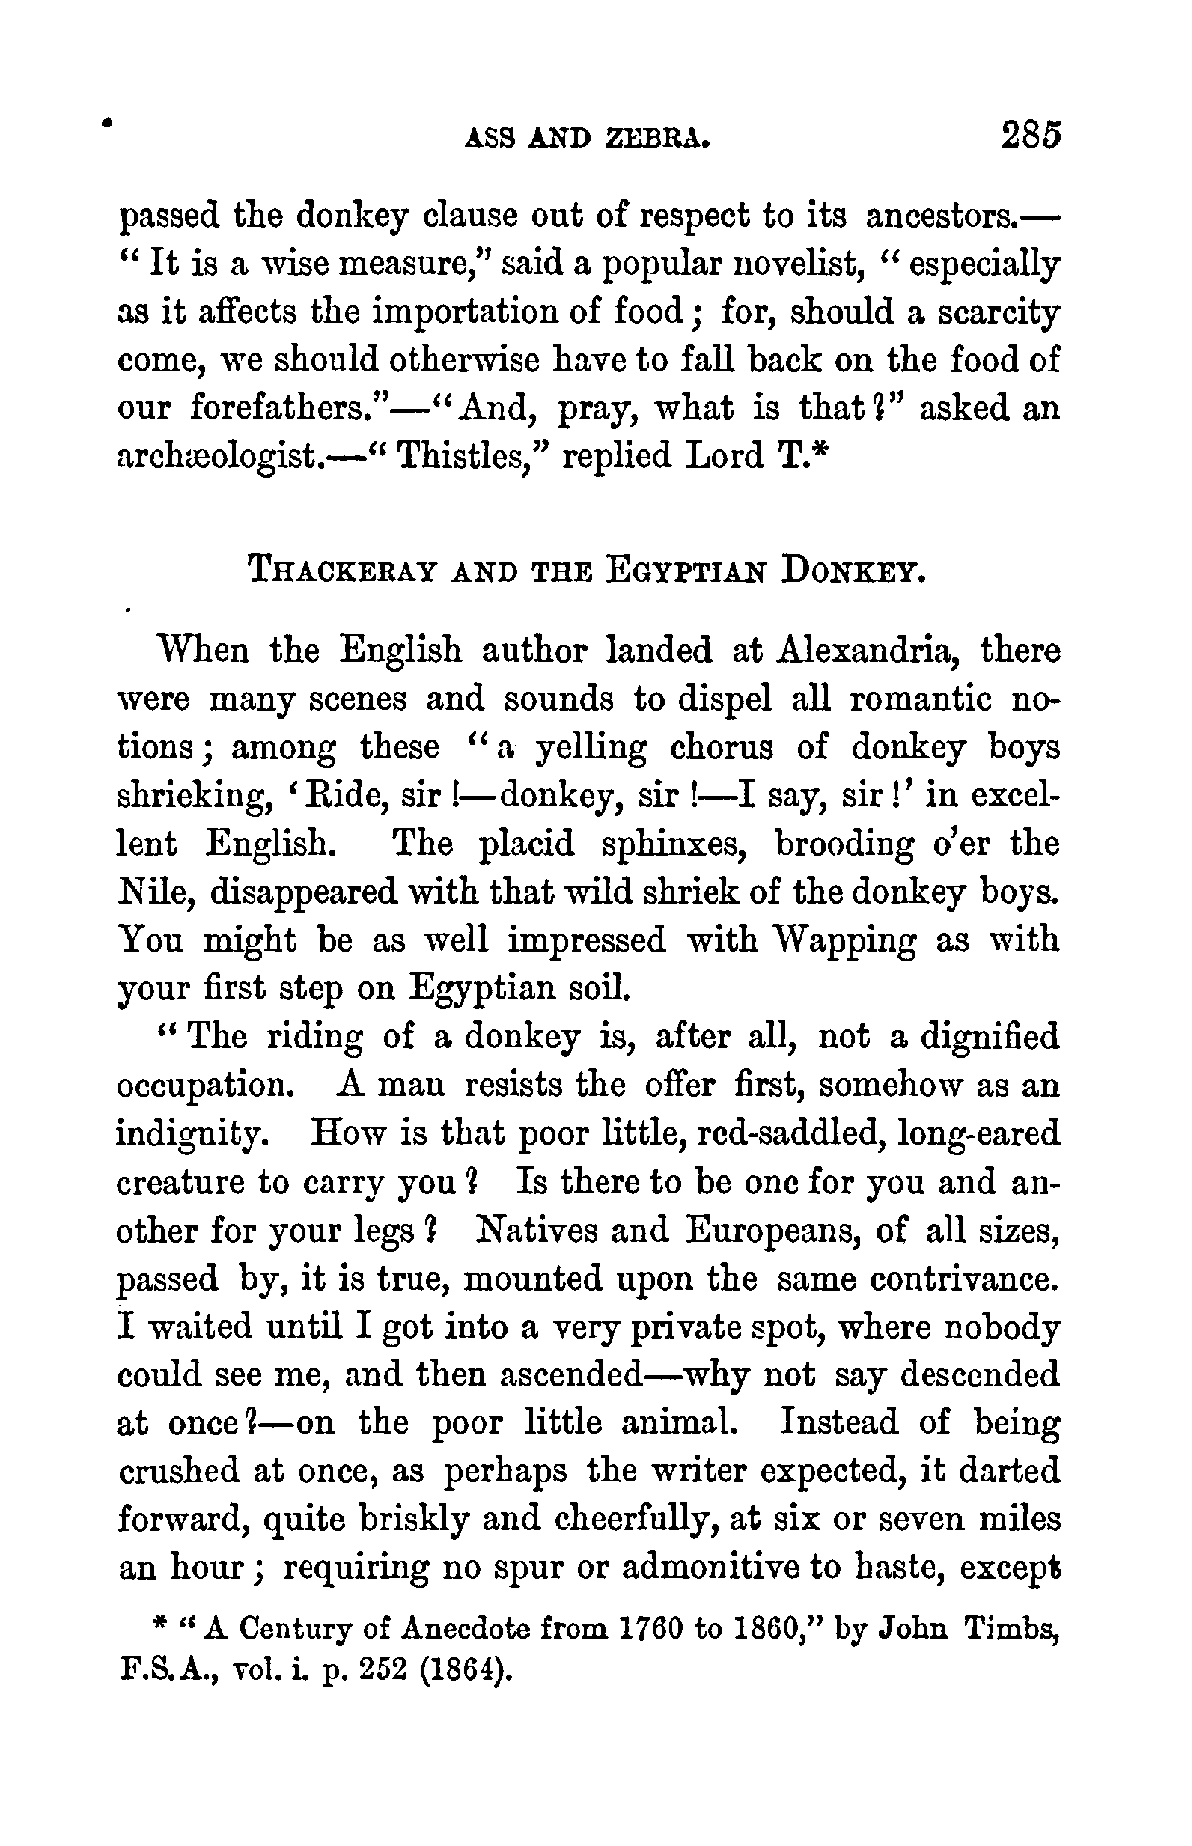 ASS AND ZEBRA. 285
passed the donkey clause out of respect to its ancestors.—
“It is a wise measure,” said a popular novelist, “especially
as it affects the importation of food; for, should a scarcity
come, we should otherwise have to fall back on the food of
our forefathers.”—“And, pray, what is that?” asked an
archæologist.—“Thistles,” replied Lord T.*
THACKERAY AND THE EGYPTIAN DONKEY.
When the English author landed at Alexandria, there
were many scenes and sounds to dispel all romantic no-
tions; among these “a yelling chorus of donkey boys
shrieking, ‘Ride, sir!—donkey, sir!—I say, sir!’ in excel-
lent English. The placid sphinxes, brooding o’er the
Nile, disappeared with that wild shriek of the donkey boys.
You might be as well impressed with Wapping as with
your first step on Egyptian soil.
“The riding of a donkey is, after all, not a dignified
occupation. A man resists the offer first, somehow as an
indignity. How is that poor little, red-saddled, long-eared
creature to carry you? Is there to be one for you and an-
other for your legs? Natives and Europeans, of all sizes,
passed by, it is true, mounted upon the same contrivance.
I waited until I got into a very private spot, where nobody
could see me, and then ascended—why not say descended
at once?—on the poor little animal. Instead of being
crushed at once, as perhaps the writer expected, it darted
forward, quite briskly and cheerfully, at six or seven miles
an hour; requiring no spur or admonitive to haste, except
* “A Century of Anecdote from 1760 to 1860,” by John Timbs,
F.S.A., vol. i. p. 252 (1864).